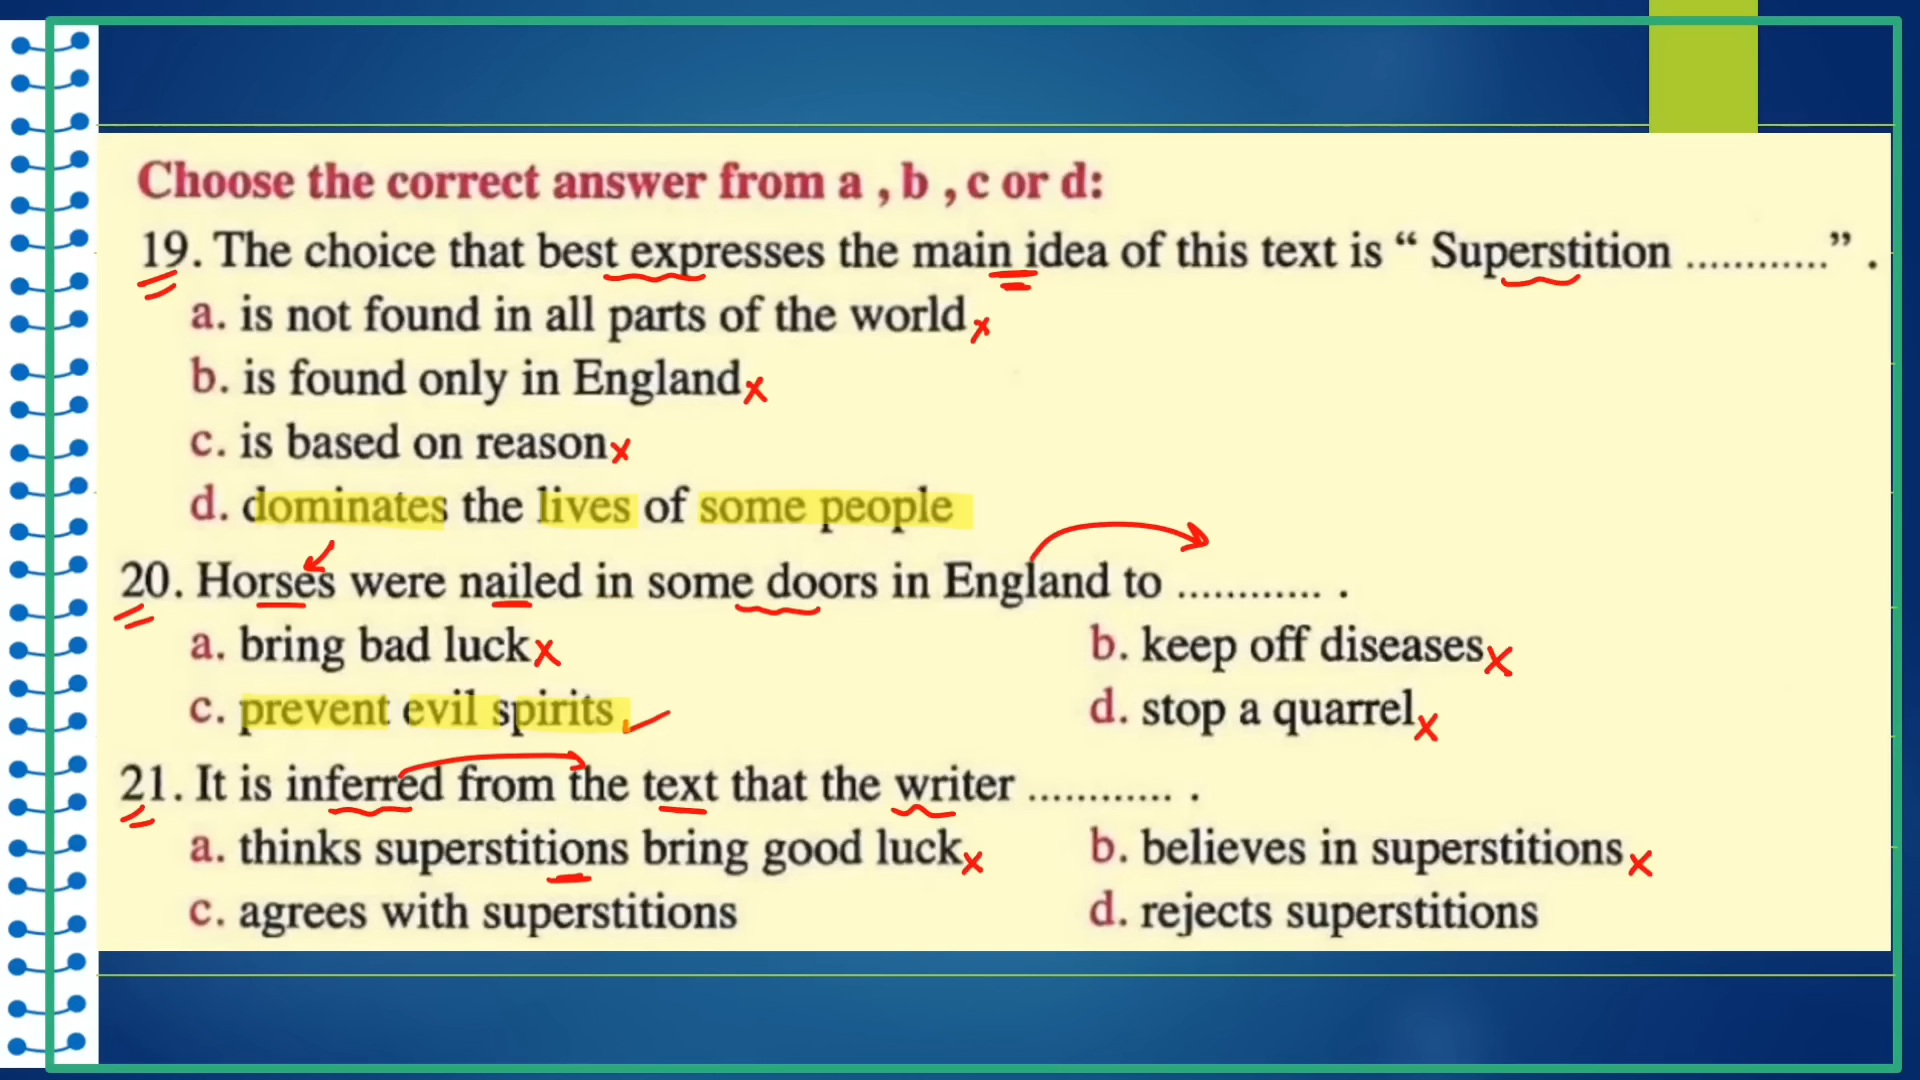 Choose the correct answer from a , b , c or d:
19. The choice that best expresses the main idea of this text is “ Superstition ............” .
a. is not found in all parts of the world
b. is found only in England
c. is based on reason
d. dominates the lives of some people
20. Horses were nailed in some doors in England to ............ .
a. bring bad luck b. keep off diseases
c. prevent evil spirits d. stop a quarrel
21. It is inferred from the text that the writer ............ .
a. thinks superstitions bring good luck b. believes in superstitions
c. agrees with superstitions d. rejects superstitions